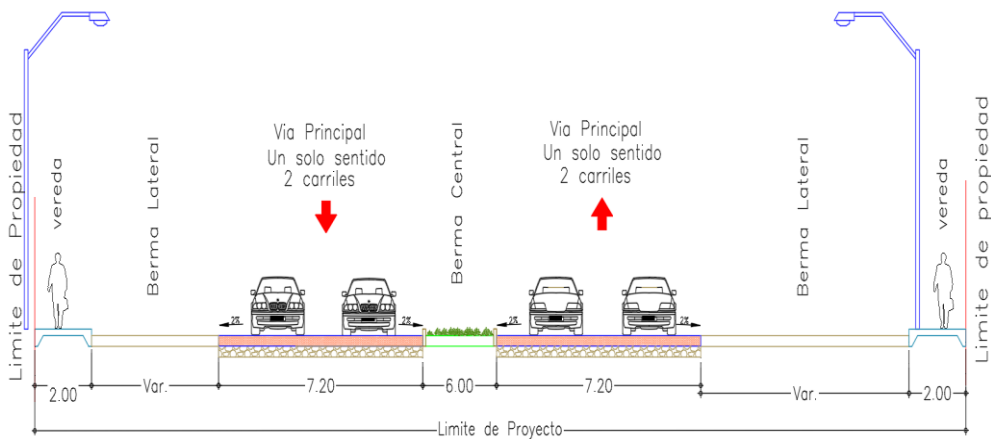 Limite de Propiedad
vereda
Berma Lateral
Via Principal
Un solo sentido
2 carriles
Berma Central
Via Principal
Un solo sentido
2 carriles
Berma Lateral
vereda
Limite de propiedad
2%
2%
2%
2%
2.00
Var.
7.20
6.00
7.20
Var.
2.00
Limite de Proyecto